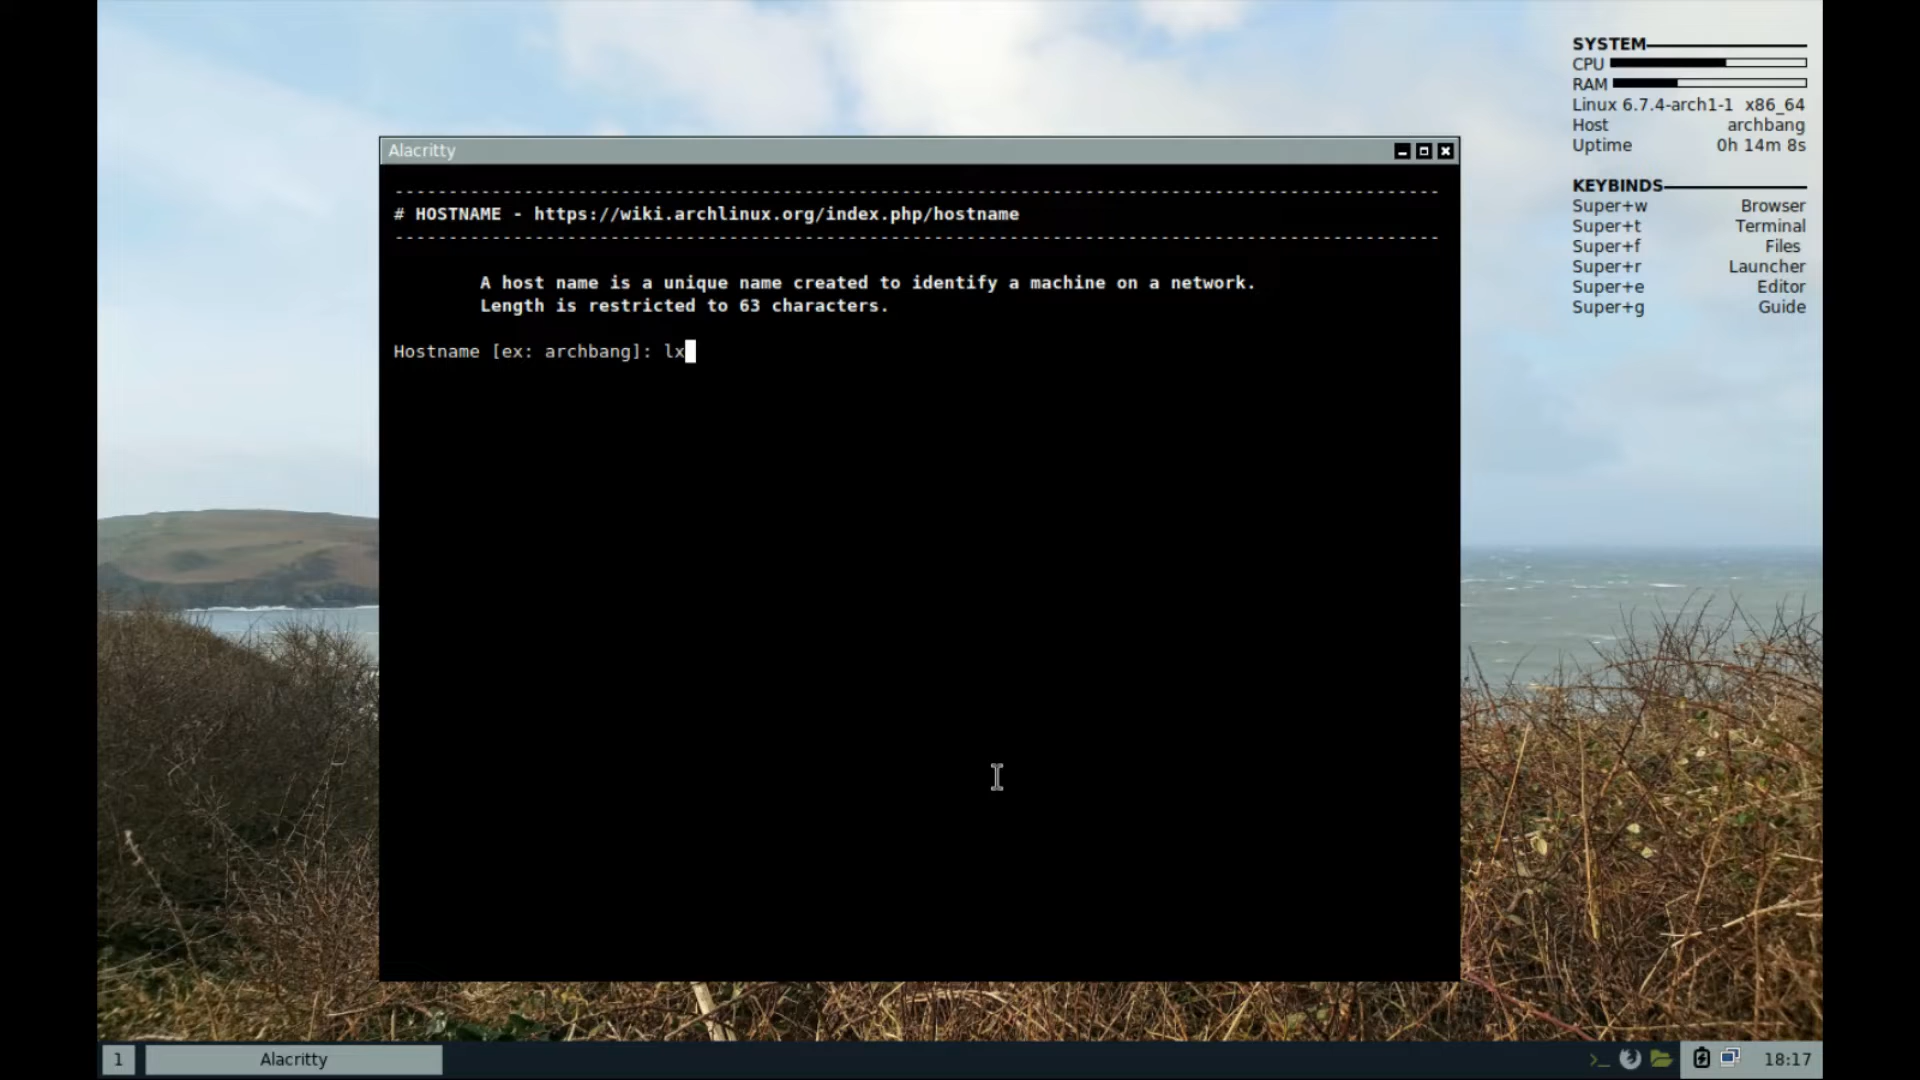 SYSTEM
CPU
RAM
Linux 6.7.4-arch1-1 x86_64
Host archbang
Uptime 0h 14m 8s
KEYBINDS
Super+w Browser
Super+t Terminal
Super+f Files
Super+r Launcher
Super+e Editor
Super+g Guide
Alacritty
# HOSTNAME - https://wiki.archlinux.org/index.php/hostname
A host name is a unique name created to identify a machine on a network.
Length is restricted to 63 characters.
Hostname [ex: archbang]: lx
1 Alacritty 18:17